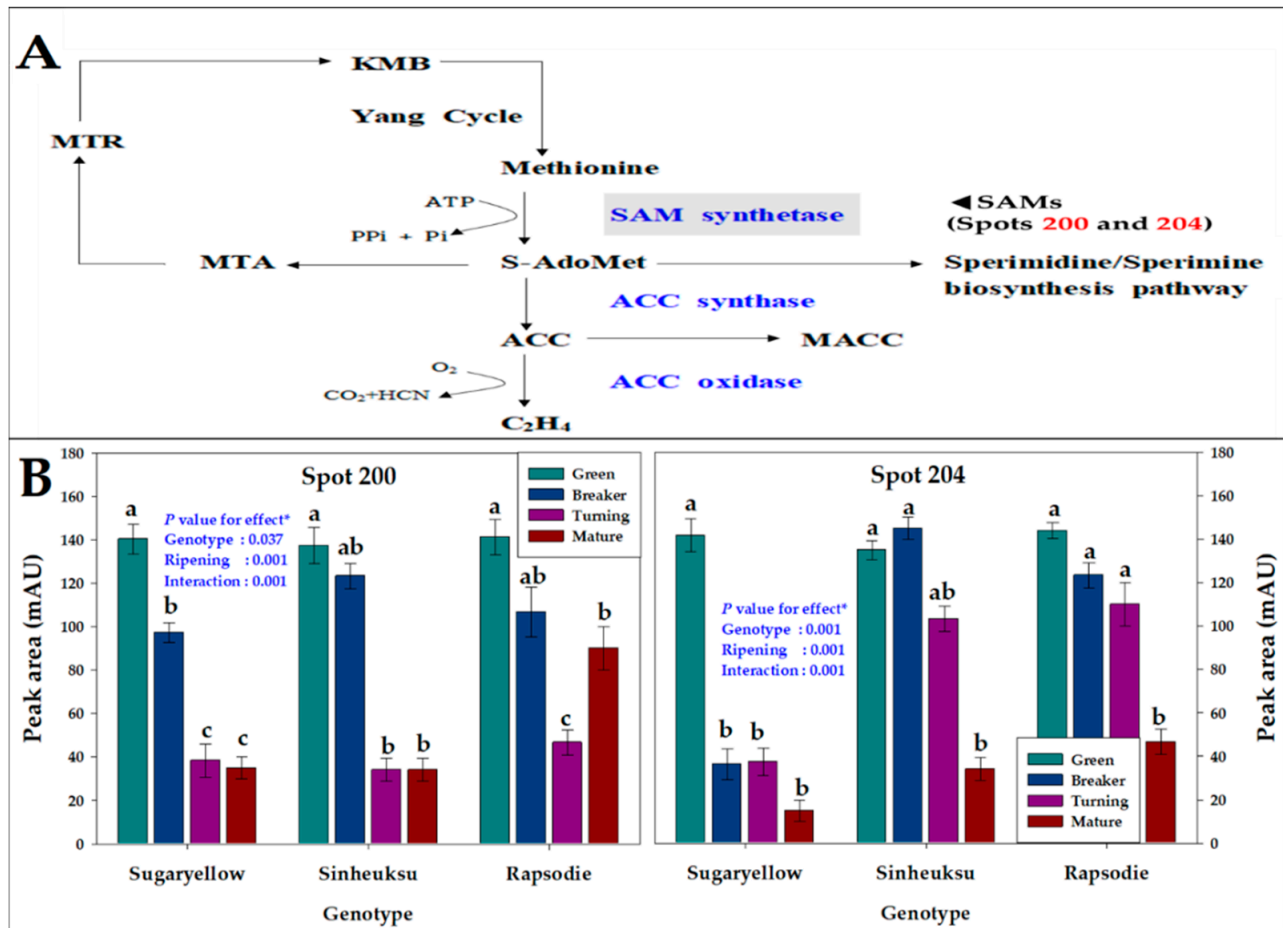 A
KMB
Yang Cycle
MTR
Methionine
ATP
SAM synthetase
◀SAMs
(Spots 200 and 204)
PPi + Pi
MTA
S-AdoMet
Sperimidine/Sperimine
biosynthesis pathway
ACC synthase
ACC
MACC
O₂
ACC oxidase
CO₂+HCN
C₂H₄
B
Spot 200
180
160
140
120
100
80
60
40
20
0
Peak area (mAU)
P value for effect*
Genotype : 0.037
Ripening : 0.001
Interaction : 0.001
Green
Breaker
Turning
Mature
a
b
c
c
a
ab
b
b
a
ab
c
b
Sugaryellow
Sinheuksu
Rapsodie
Genotype
Spot 204
P value for effect*
Genotype : 0.001
Ripening : 0.001
Interaction : 0.001
a
b
b
b
a
a
ab
b
a
a
a
b
Green
Breaker
Turning
Mature
180
160
140
120
100
80
60
40
20
0
Peak area (mAU)
Sugaryellow
Sinheuksu
Rapsodie
Genotype